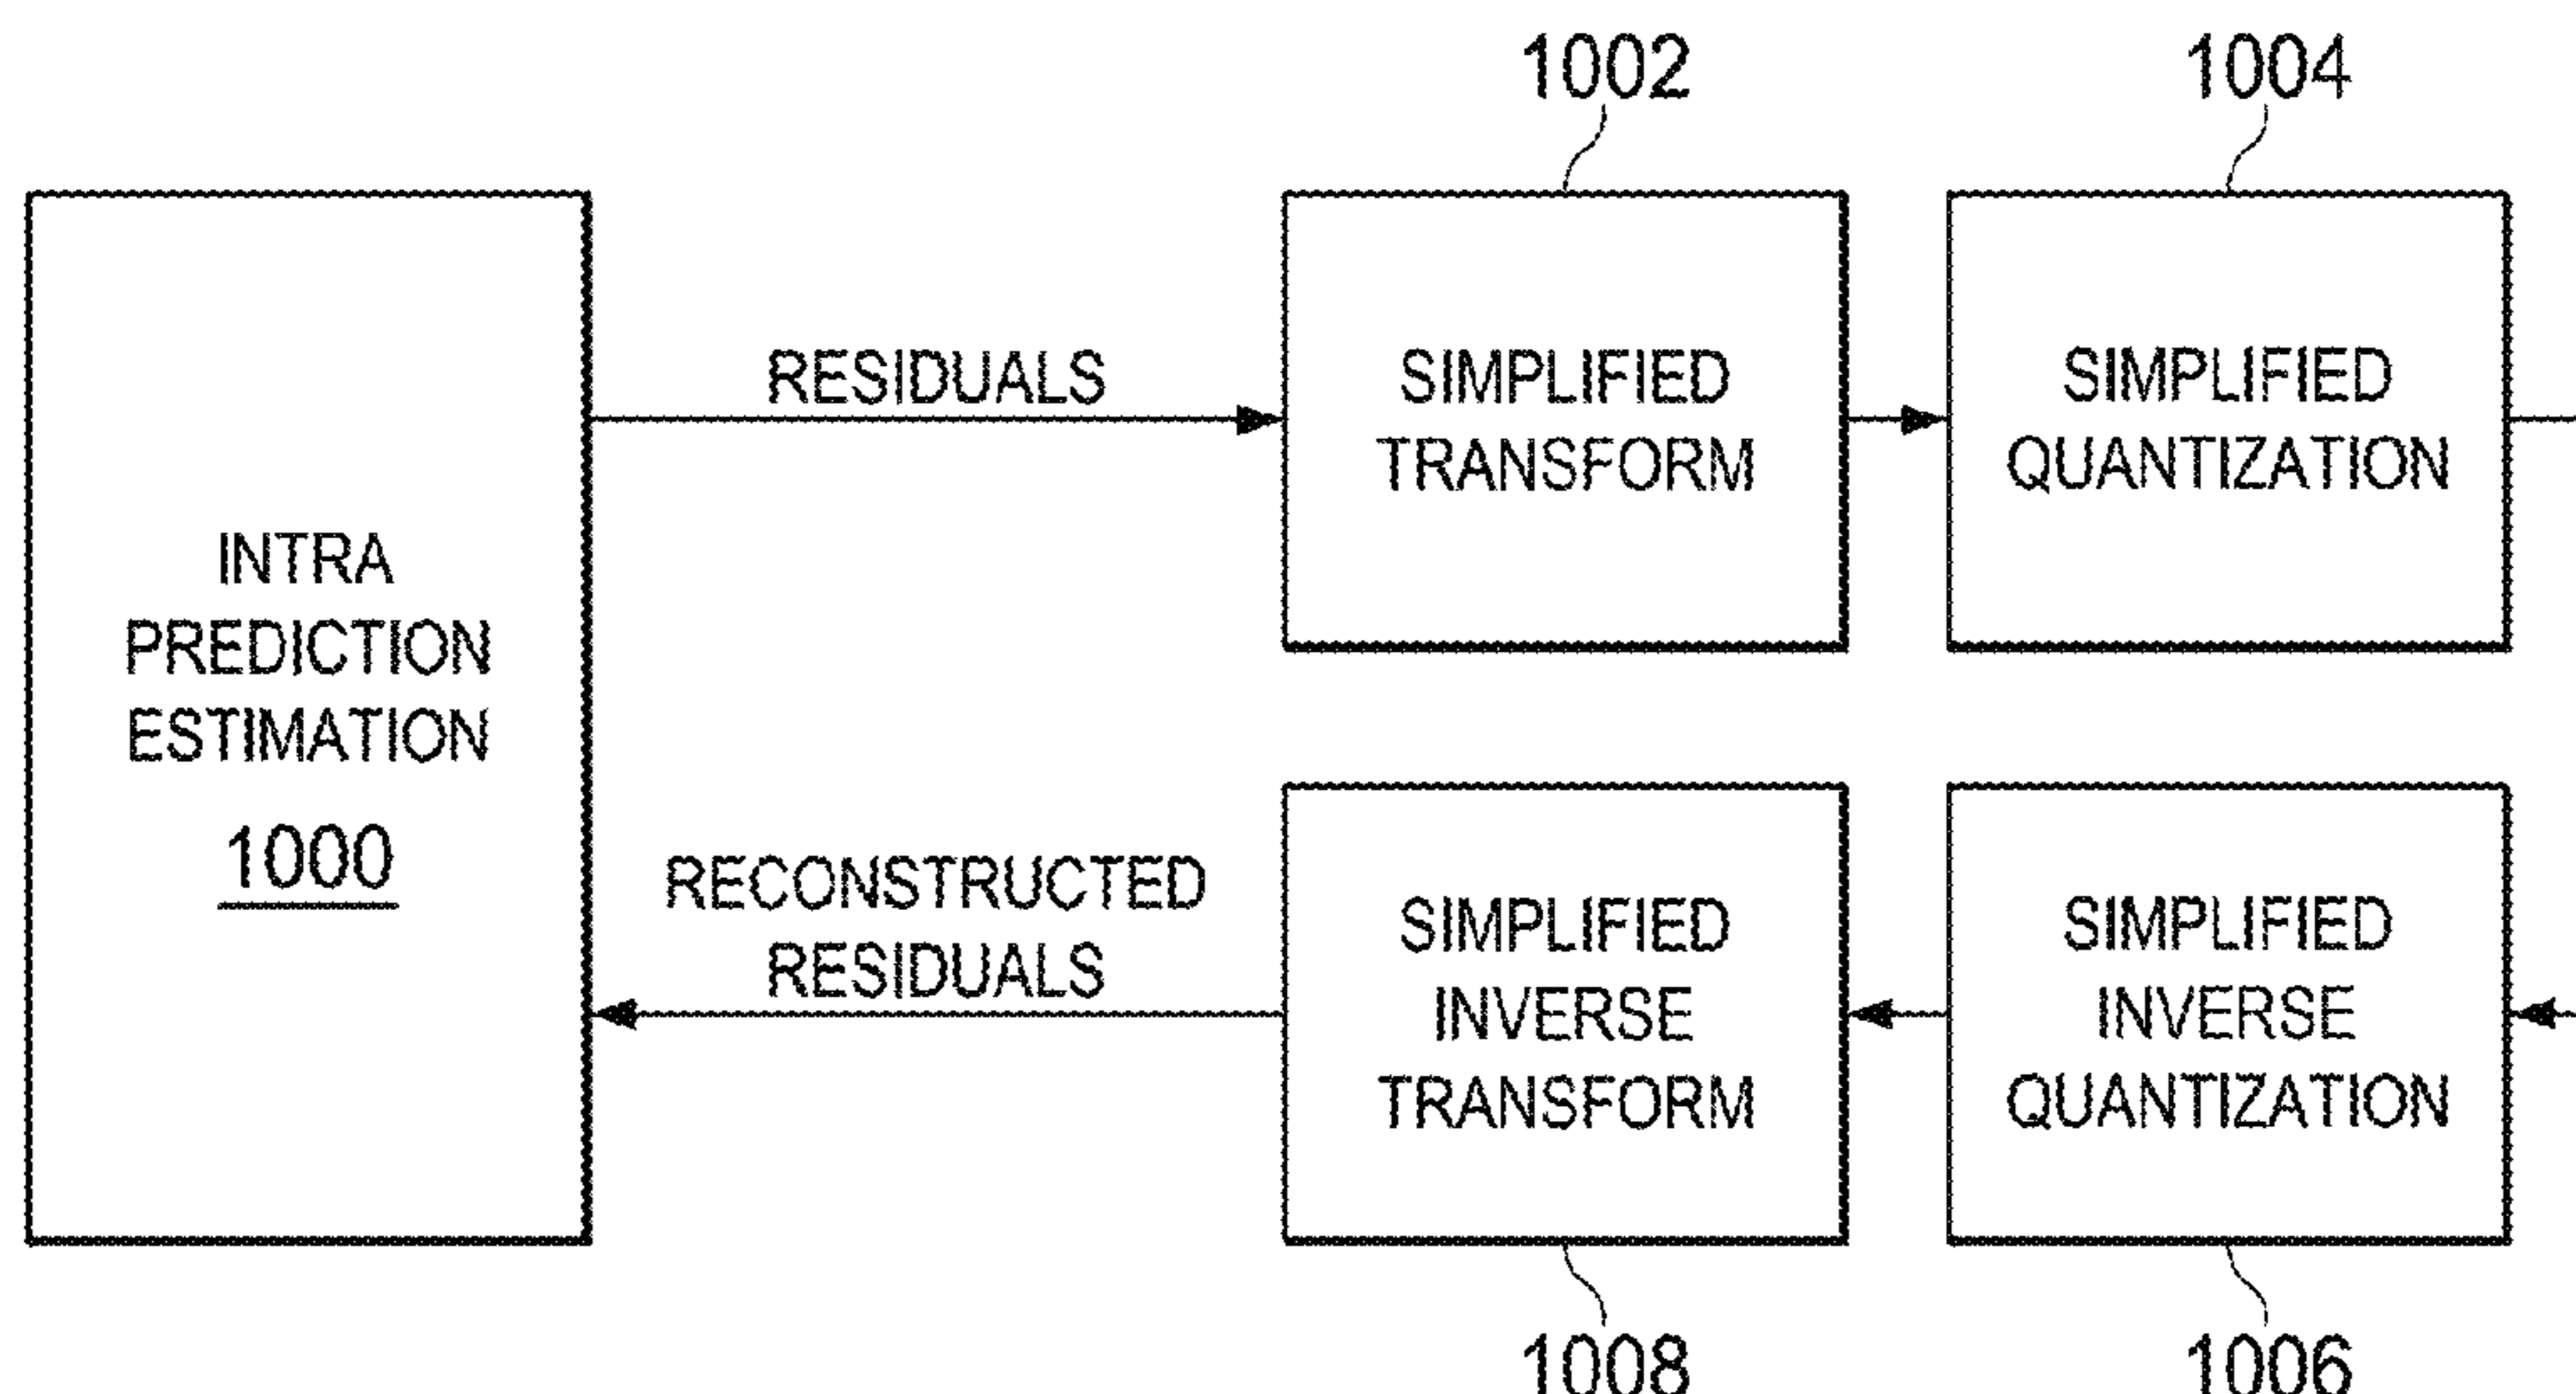 1002
1004
INTRA
PREDICTION
ESTIMATION
1000
RESIDUALS
SIMPLIFIED
TRANSFORM
SIMPLIFIED
QUANTIZATION
RECONSTRUCTED
RESIDUALS
SIMPLIFIED
INVERSE
TRANSFORM
SIMPLIFIED
INVERSE
QUANTIZATION
1008
1006